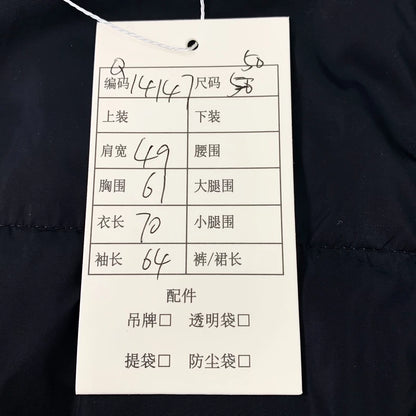 Q 50
编码 14147 尺码
上装 下装
肩宽 49 腰围
胸围 61 大腿围
衣长 70 小腿围
袖长 64 裤/裙长
配件
吊牌□ 透明袋□
提袋□ 防尘袋□